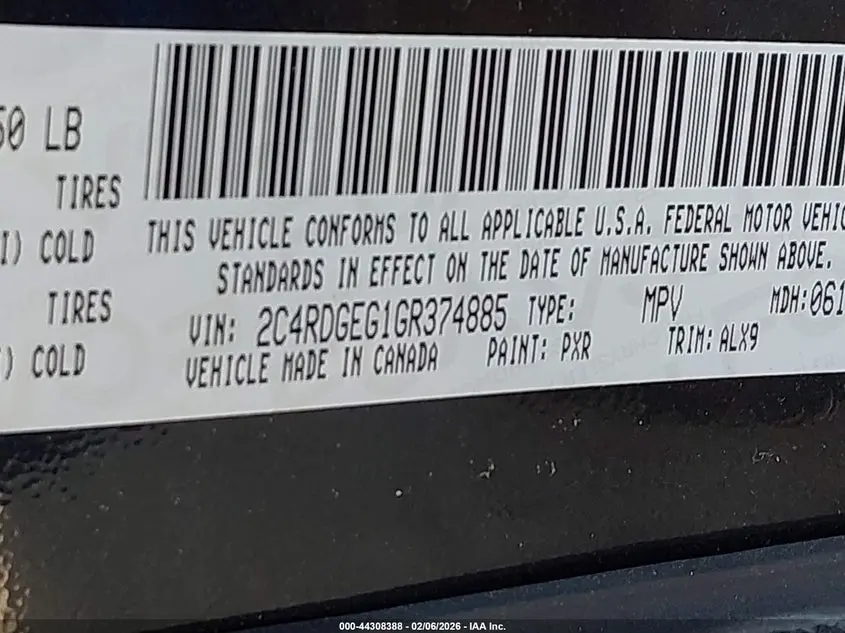 50 LB
TIRES
I) COLD
TIRES
) COLD
THIS VEHICLE CONFORMS TO ALL APPLICABLE U.S.A. FEDERAL MOTOR VEHIC
STANDARDS IN EFFECT ON THE DATE OF MANUFACTURE SHOWN ABOVE.
VIN: 2C4RDGEG1GR374885 TYPE: MPV MDH:061
VEHICLE MADE IN CANADA PAINT: PXR TRIM: ALX9
000-44308388 - 02/06/2026 - IAA Inc.